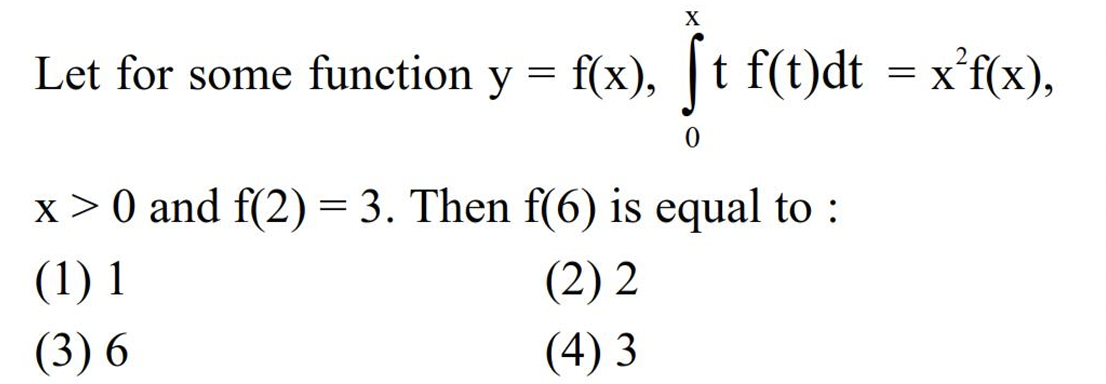 Let for some function y = f(x), ∫₀ˣ t f(t)dt = x²f(x),
x > 0 and f(2) = 3. Then f(6) is equal to :
(1) 1 (2) 2
(3) 6 (4) 3